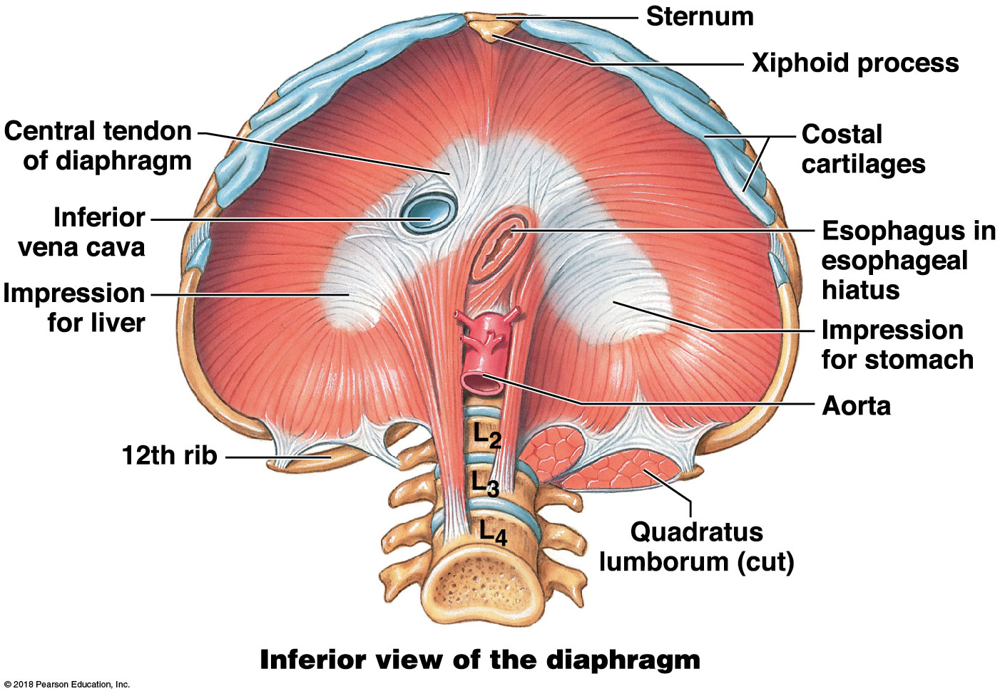 Sternum
Xiphoid process
Central tendon
of diaphragm
Costal
cartilages
Inferior
vena cava
Esophagus in
esophageal
hiatus
Impression
for liver
Impression
for stomach
Aorta
L2
12th rib
L3
L4
Quadratus
lumborum (cut)
Inferior view of the diaphragm
© 2018 Pearson Education, Inc.